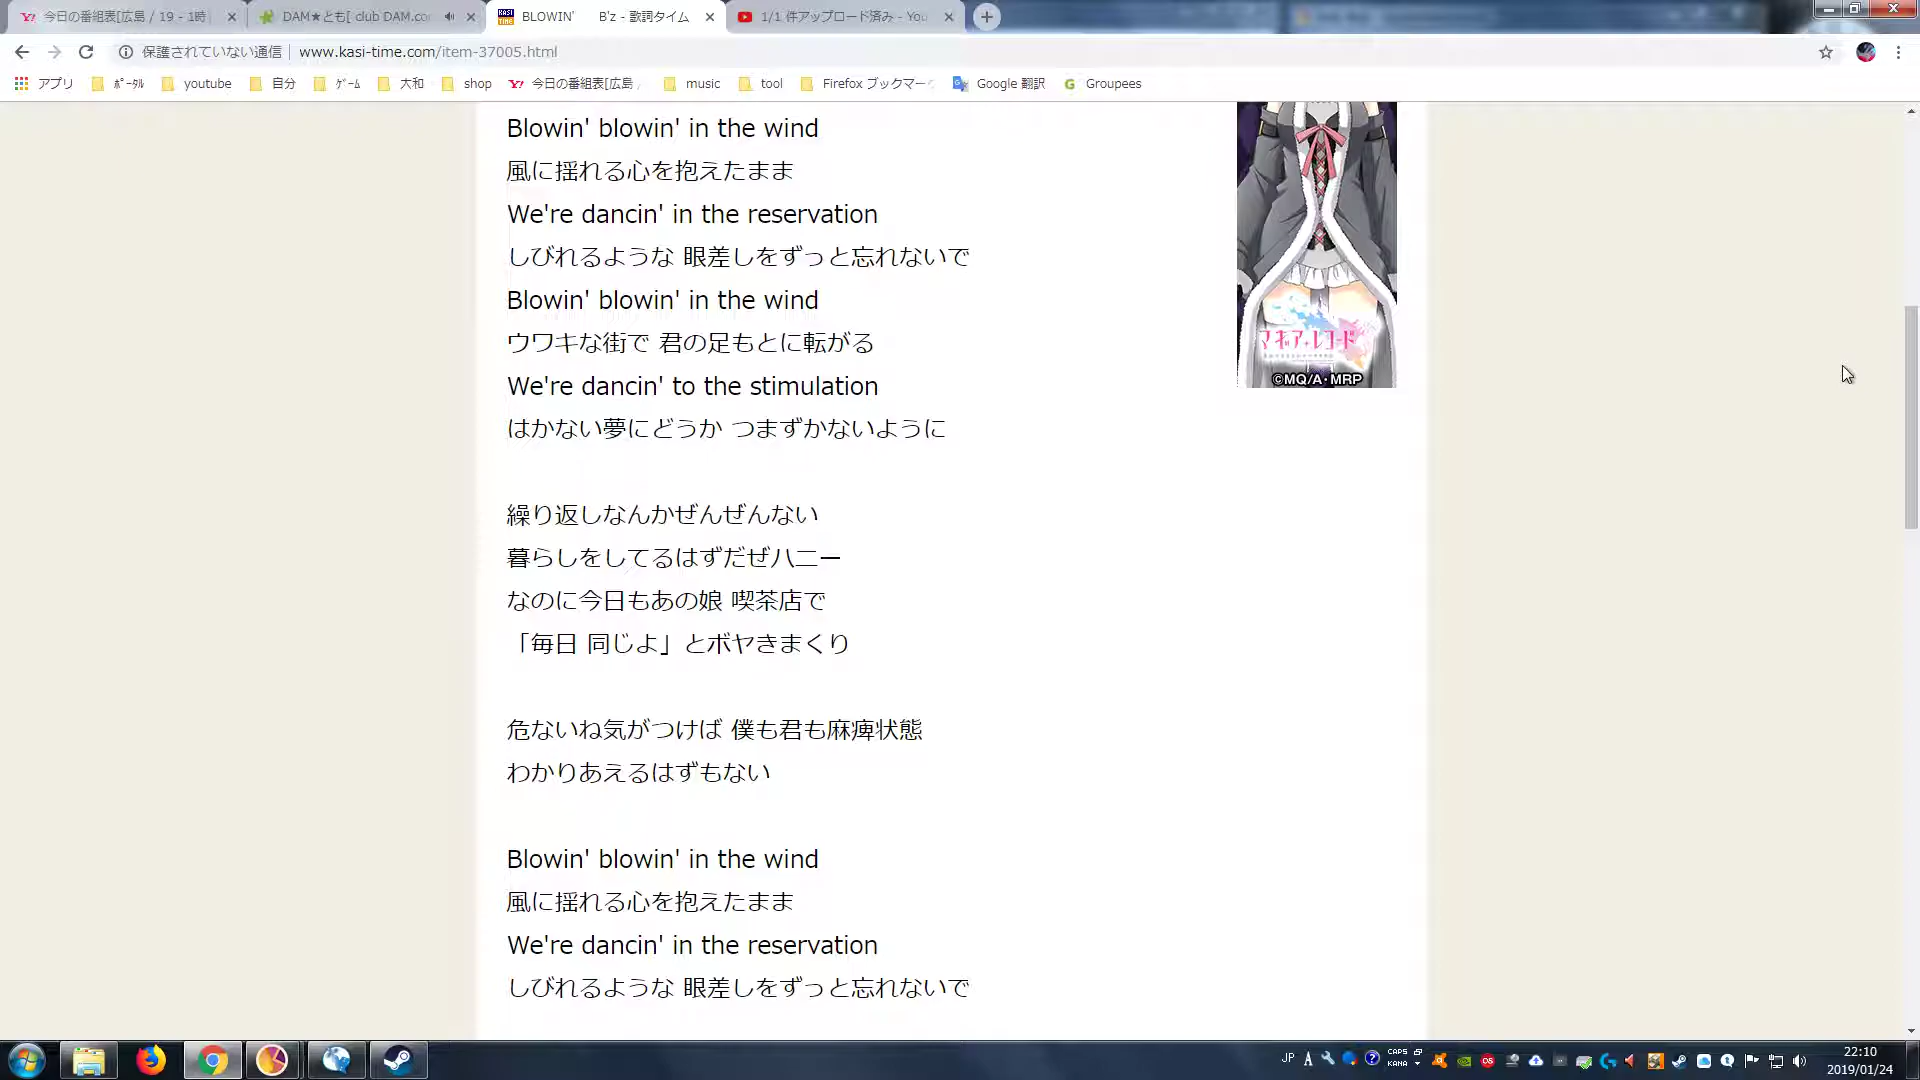 今日の番組表[広島 / 19 - 1時
DAM★とも[ club DAM.co
BLOWIN' B'z - 歌詞タイム
1/1 件アップロード済み - You
保護されていない通信 | www.kasi-time.com/item-37005.html
アプリ ﾎﾟｰﾀﾙ youtube 自分 ｹﾞｰﾑ 大和 shop 今日の番組表[広島 music tool Firefox ブックマーク Google 翻訳 Groupees
Blowin' blowin' in the wind
風に揺れる心を抱えたまま
We're dancin' in the reservation
しびれるような 眼差しをずっと忘れないで
Blowin' blowin' in the wind
ウワキな街で 君の足もとに転がる
We're dancin' to the stimulation
はかない夢にどうか つまずかないように
繰り返しなんかぜんぜんない
暮らしをしてるはずだぜハニー
なのに今日もあの娘 喫茶店で
「毎日 同じよ」とボヤきまくり
危ないね気がつけば 僕も君も麻痺状態
わかりあえるはずもない
Blowin' blowin' in the wind
風に揺れる心を抱えたまま
We're dancin' in the reservation
しびれるような 眼差しをずっと忘れないで
マギア・レコード
©MQ/A・MRP
JP A CAPS KANA
22:10
2019/01/24